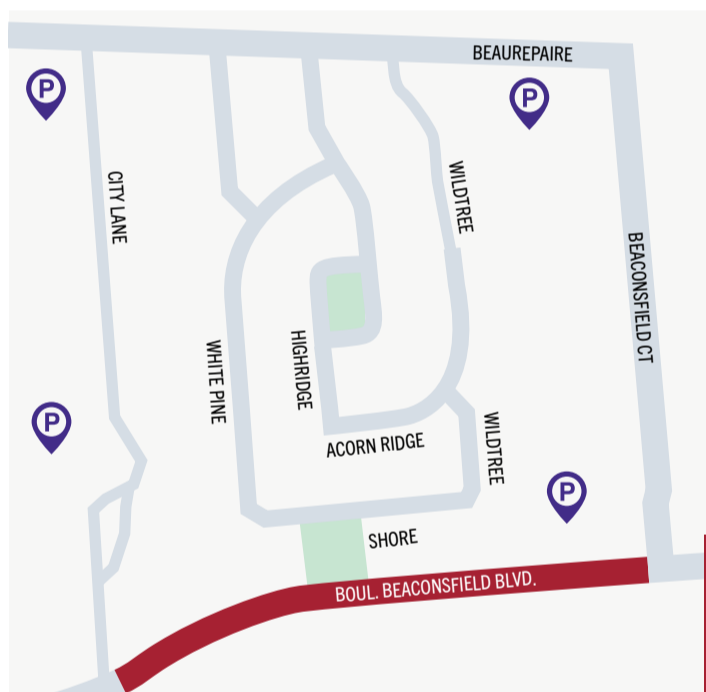 BEAUREPAIRE
P
P
CITY LANE
WILDTREE
BEACONSFIELD CT
WHITE PINE
HIGHRIDGE
P
ACORN RIDGE
WILDTREE
P
SHORE
BOUL. BEACONSFIELD BLVD.